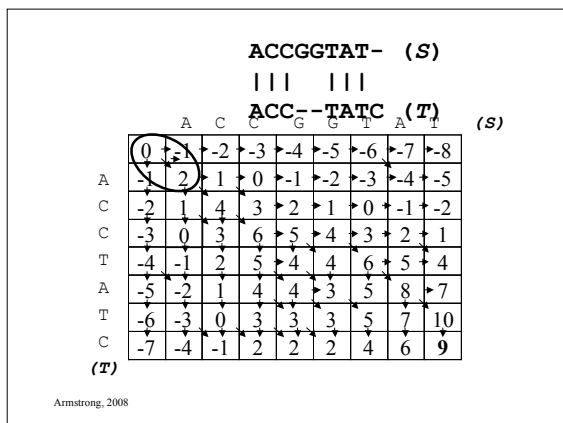 ACCGGTAT- (S)
||| |||
ACC--TATC (T)
A C C G G T A T (S)
0 -1 -2 -3 -4 -5 -6 -7 -8
A -1 2 1 0 -1 -2 -3 -4 -5
C -2 1 4 3 2 1 0 -1 -2
C -3 0 3 6 5 4 3 2 1
T -4 -1 2 5 4 4 6 5 4
A -5 -2 1 4 4 3 5 8 7
T -6 -3 0 3 3 3 5 7 10
C -7 -4 -1 2 2 2 4 6 9
(T)
Armstrong, 2008